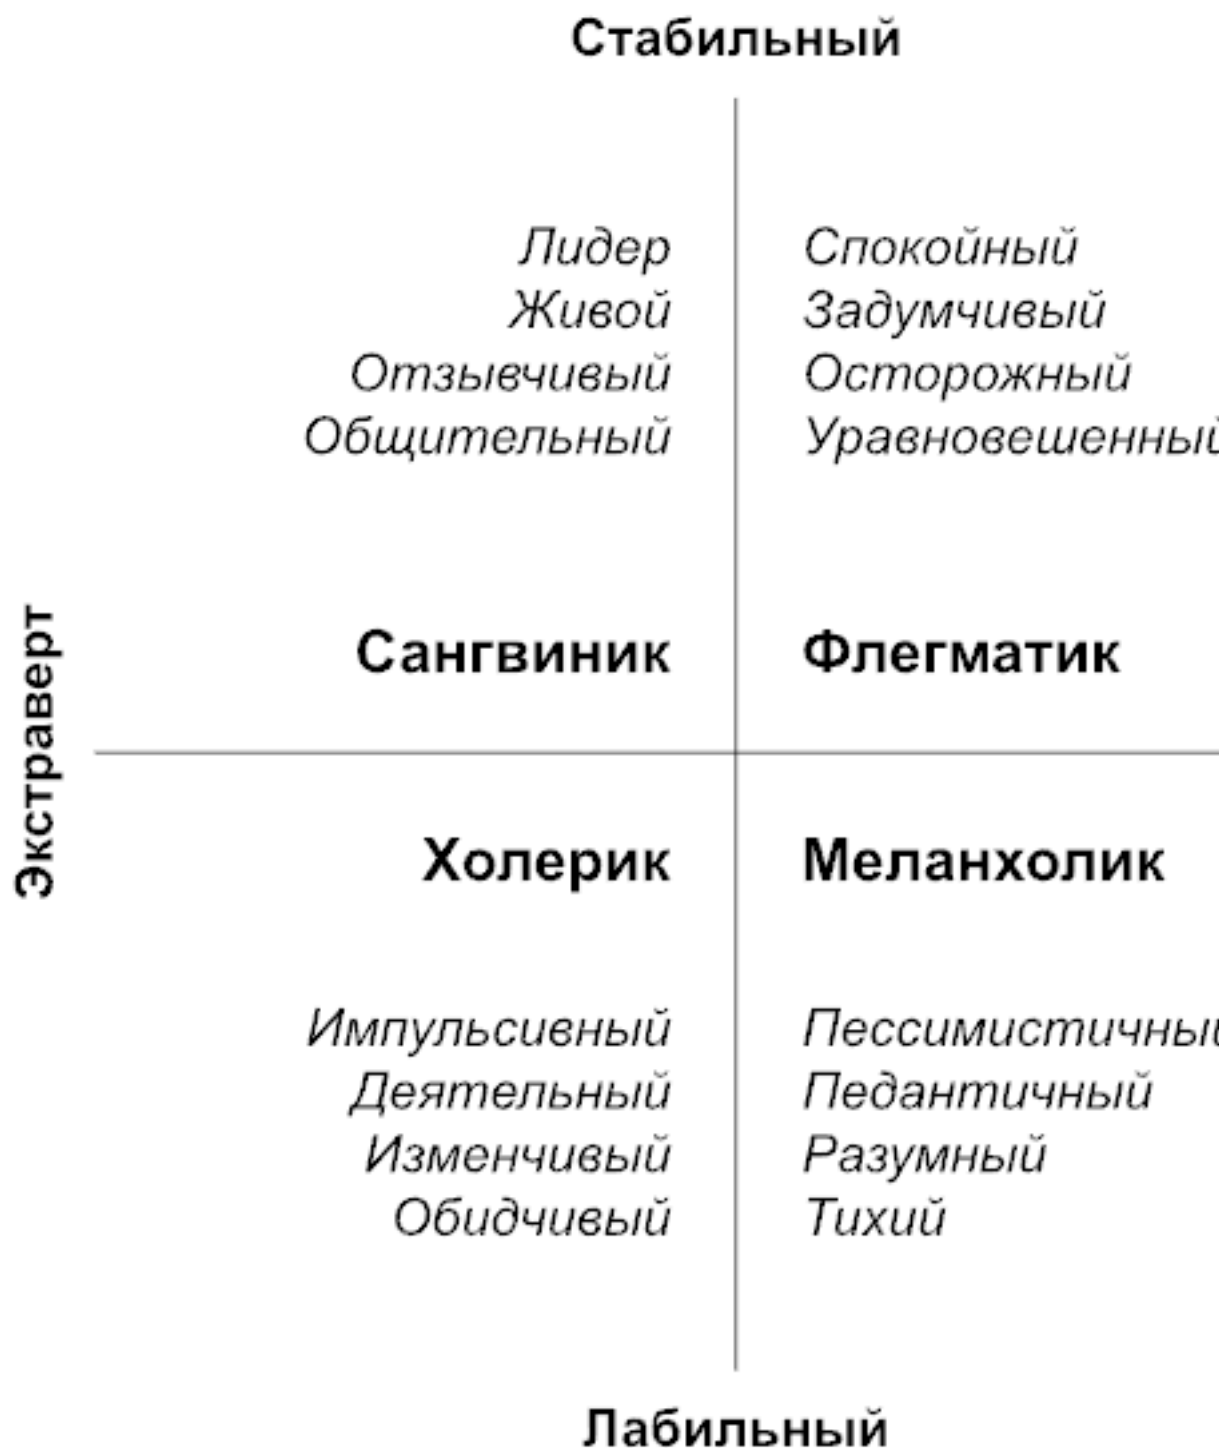 Стабильный
Лидер
Живой
Отзывчивый
Общительный
Спокойный
Задумчивый
Осторожный
Уравновешенный
Экстраверт
Сангвиник
Флегматик
Холерик
Меланхолик
Импульсивный
Деятельный
Изменчивый
Обидчивый
Пессимистичный
Педантичный
Разумный
Тихий
Лабильный